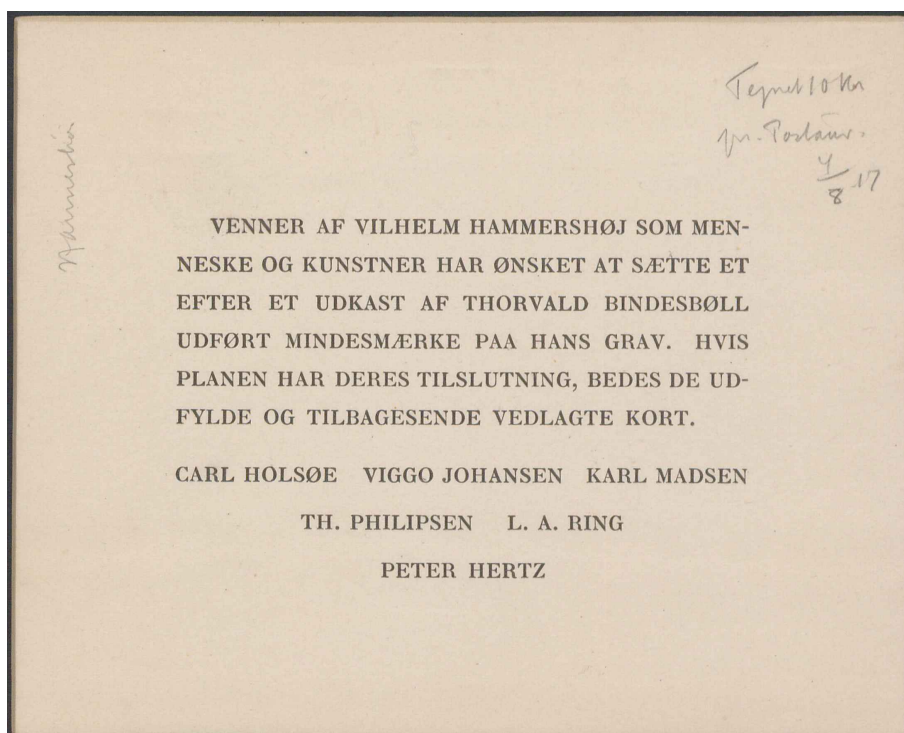 Tegnet 10 Kr
pr. Postanv.
4/8 17
Hammershøi
VENNER AF VILHELM HAMMERSHØJ SOM MEN-
NESKE OG KUNSTNER HAR ØNSKET AT SÆTTE ET
EFTER ET UDKAST AF THORVALD BINDESBØLL
UDFØRT MINDESMÆRKE PAA HANS GRAV. HVIS
PLANEN HAR DERES TILSLUTNING, BEDES DE UD-
FYLDE OG TILBAGESENDE VEDLAGTE KORT.
CARL HOLSØE VIGGO JOHANSEN KARL MADSEN
TH. PHILIPSEN L. A. RING
PETER HERTZ